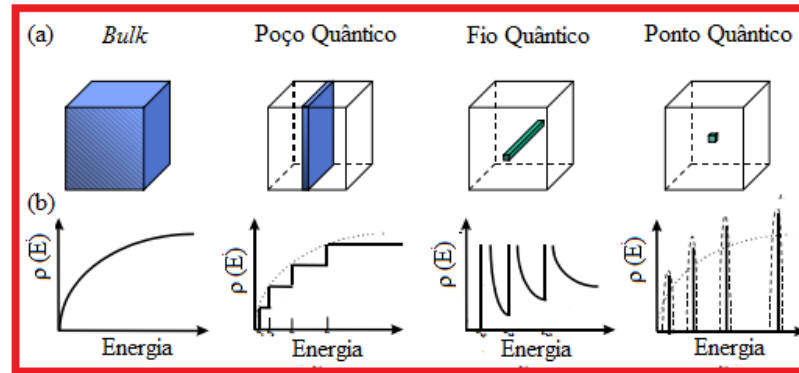 (a) Bulk Poço Quântico Fio Quântico Ponto Quântico
(b)
ρ (E) ρ (E) ρ (E) ρ (E)
Energia Energia Energia Energia